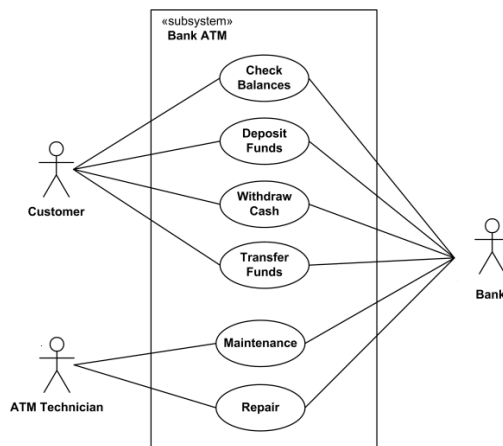 «subsystem»
Bank ATM
Check
Balances
Deposit
Funds
Withdraw
Cash
Transfer
Funds
Maintenance
Repair
Customer
ATM Technician
Bank